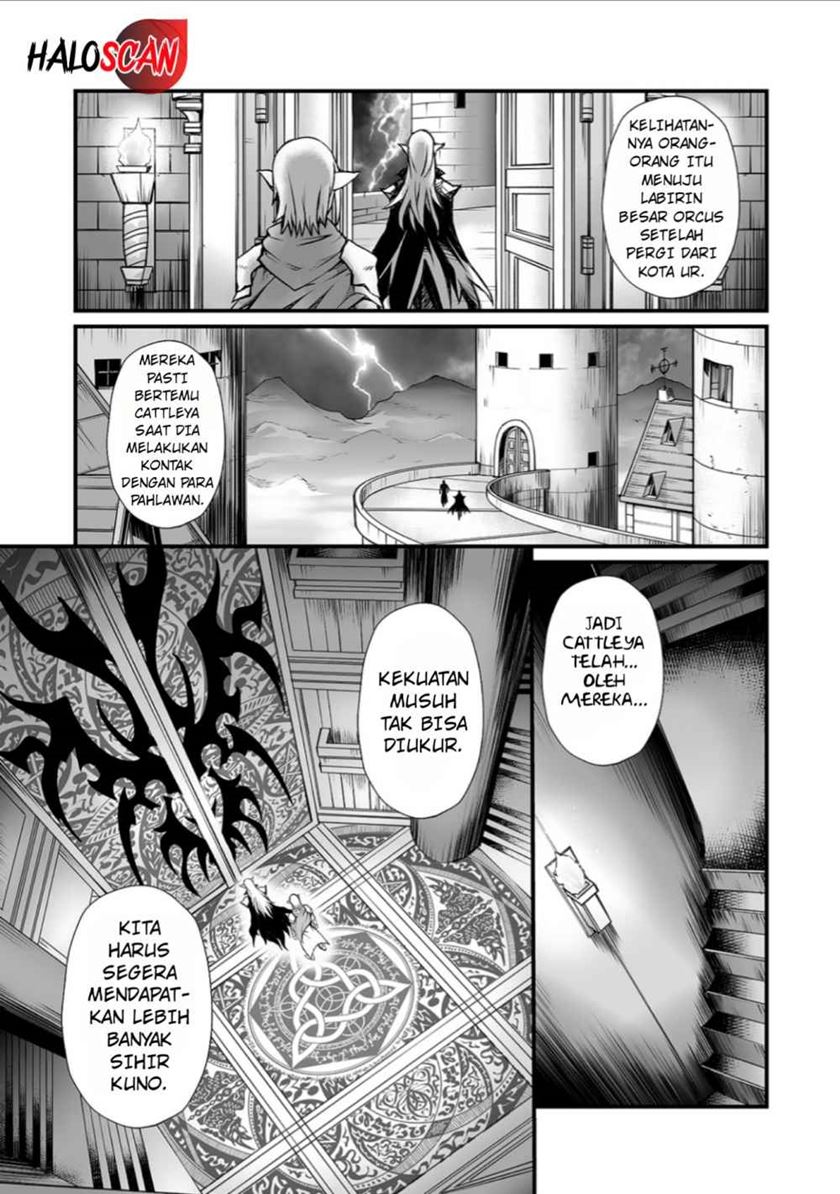 HALOSCAN
KELIHATAN-
NYA ORANG-
ORANG ITU
MENUJU
LABIRIN
BESAR ORCUS
SETELAH
PERGI DARI
KOTA UR.
MEREKA
PASTI
BERTEMU
CATTLEYA
SAAT DIA
MELAKUKAN
KONTAK
DENGAN PARA
PAHLAWAN.
JADI
CATTLEYA
TELAH...
OLEH
MEREKA...
KEKUATAN
MUSUH
TAK BISA
DIUKUR.
KITA
HARUS
SEGERA
MENDAPAT-
KAN LEBIH
BANYAK
SIHIR
KUNO.